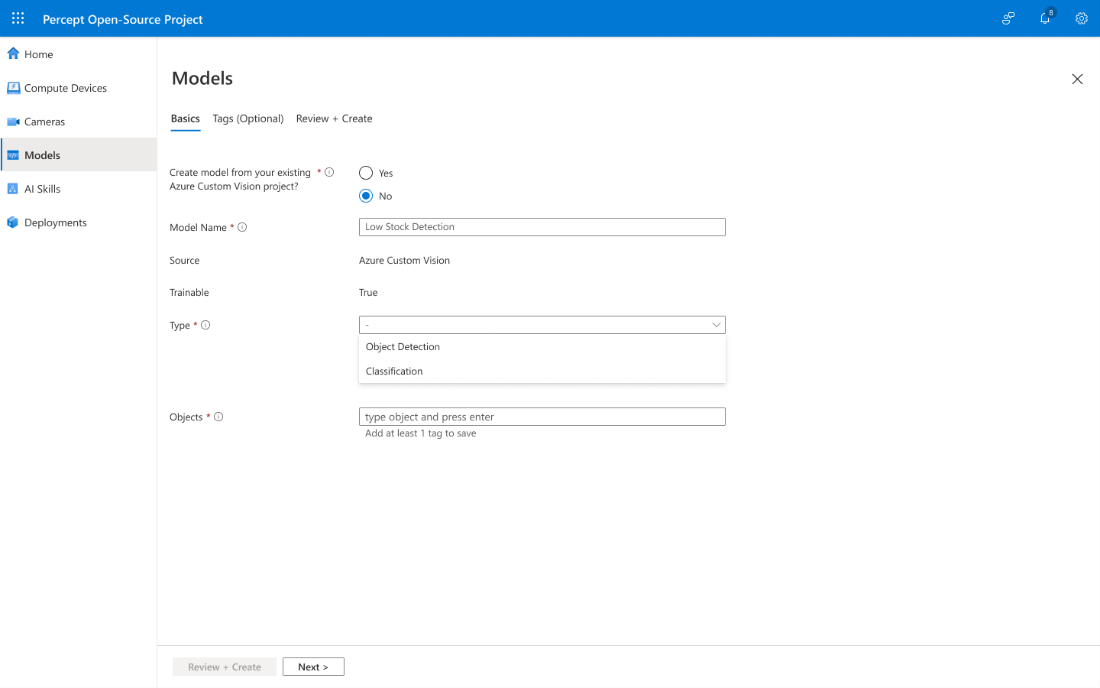 Percept Open-Source Project
8
Home
Compute Devices
Cameras
Models
AI Skills
Deployments
Models
Basics Tags (Optional) Review + Create
Create model from your existing *
Azure Custom Vision project?
Yes
No
Model Name *
Low Stock Detection
Source
Azure Custom Vision
Trainable
True
Type *
-
Object Detection
Classification
Objects *
type object and press enter
Add at least 1 tag to save
Review + Create
Next >